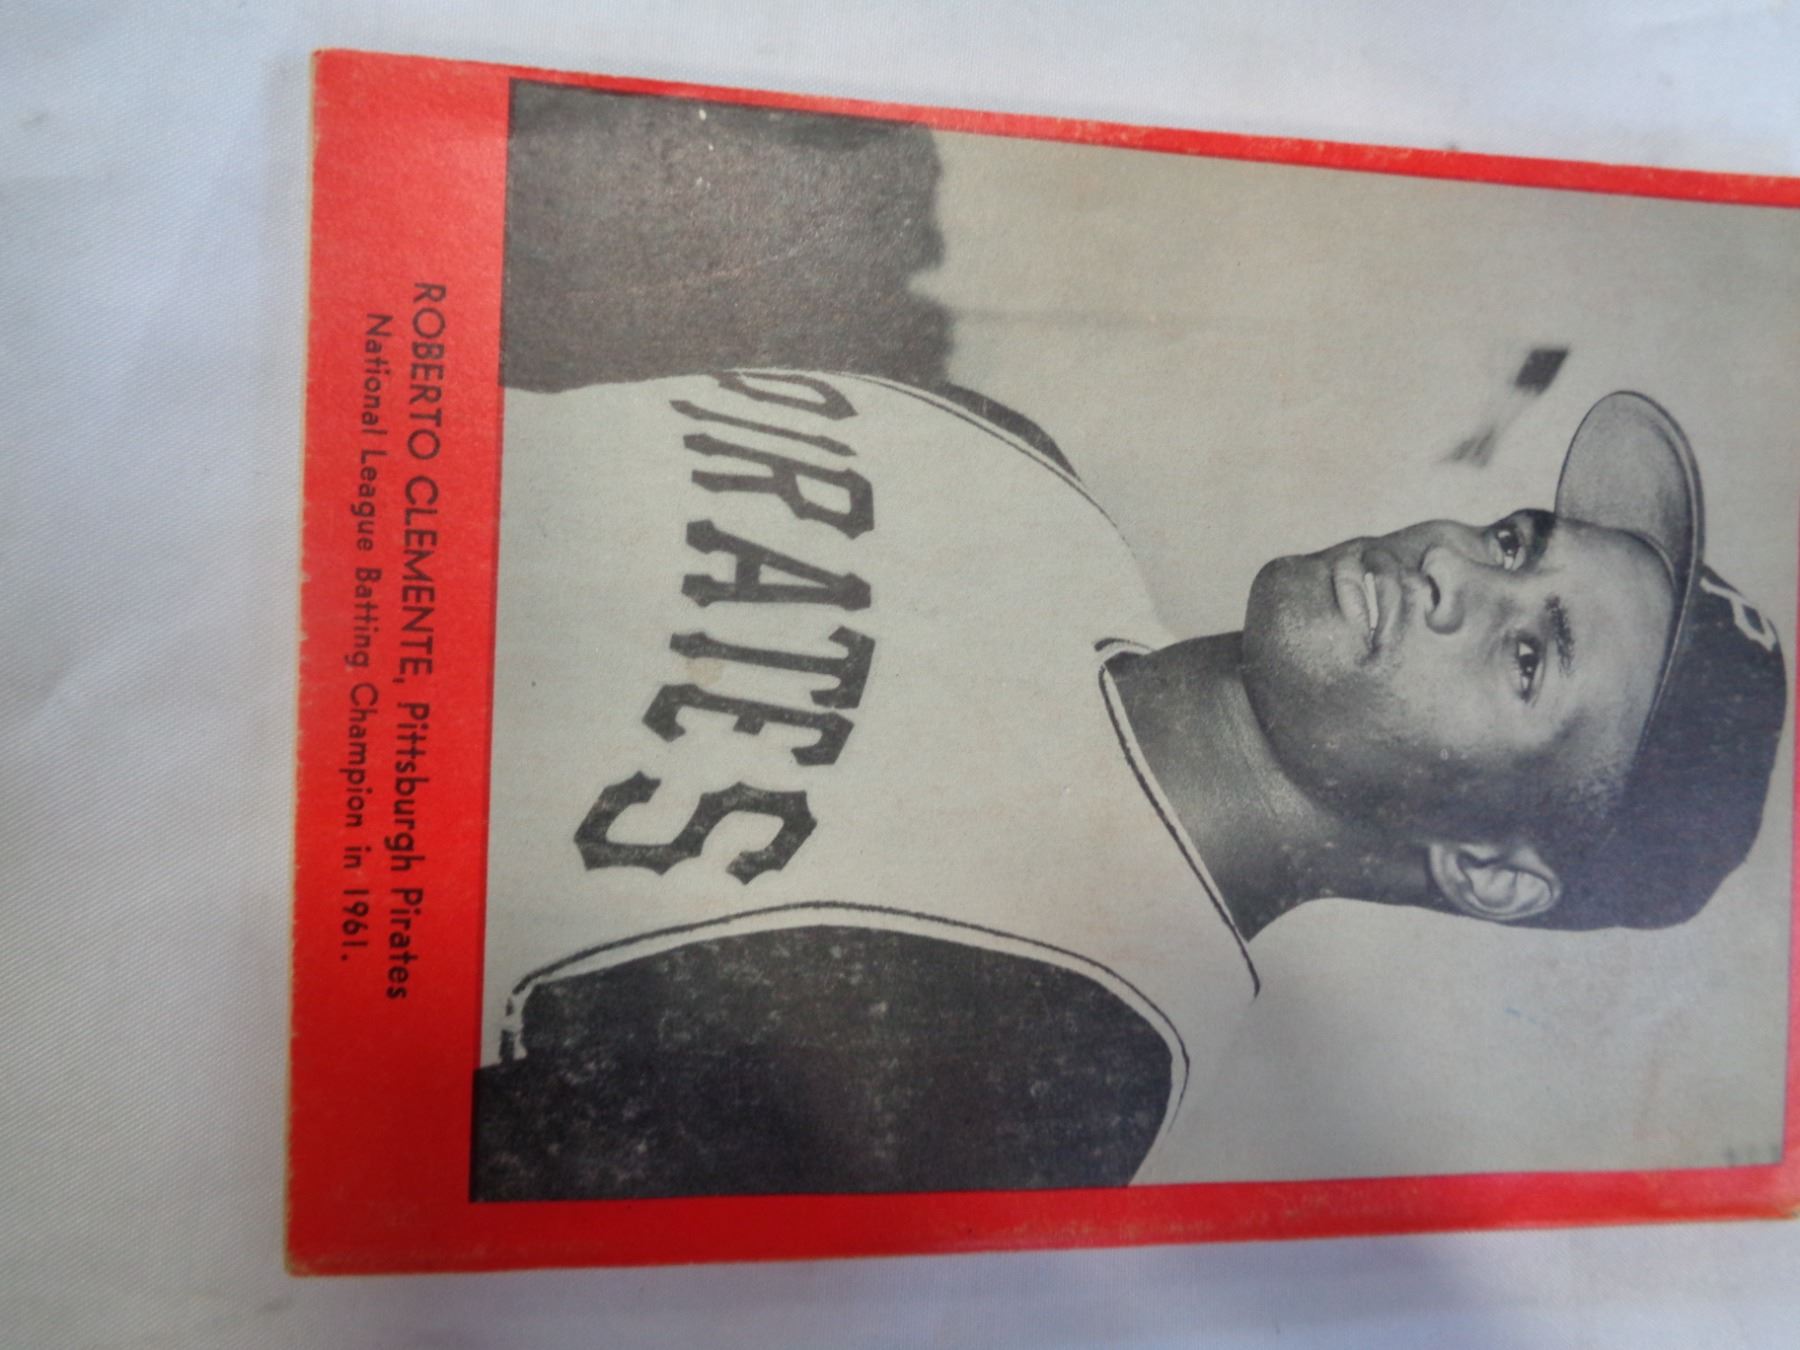 P
PIRATES
ROBERTO CLEMENTE, Pittsburgh Pirates
National League Batting Champion in 1961.